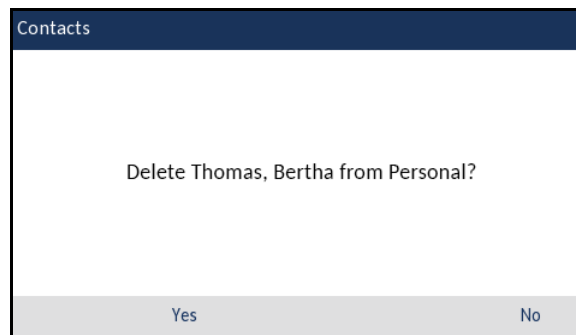 Contacts
Delete Thomas, Bertha from Personal?
Yes No